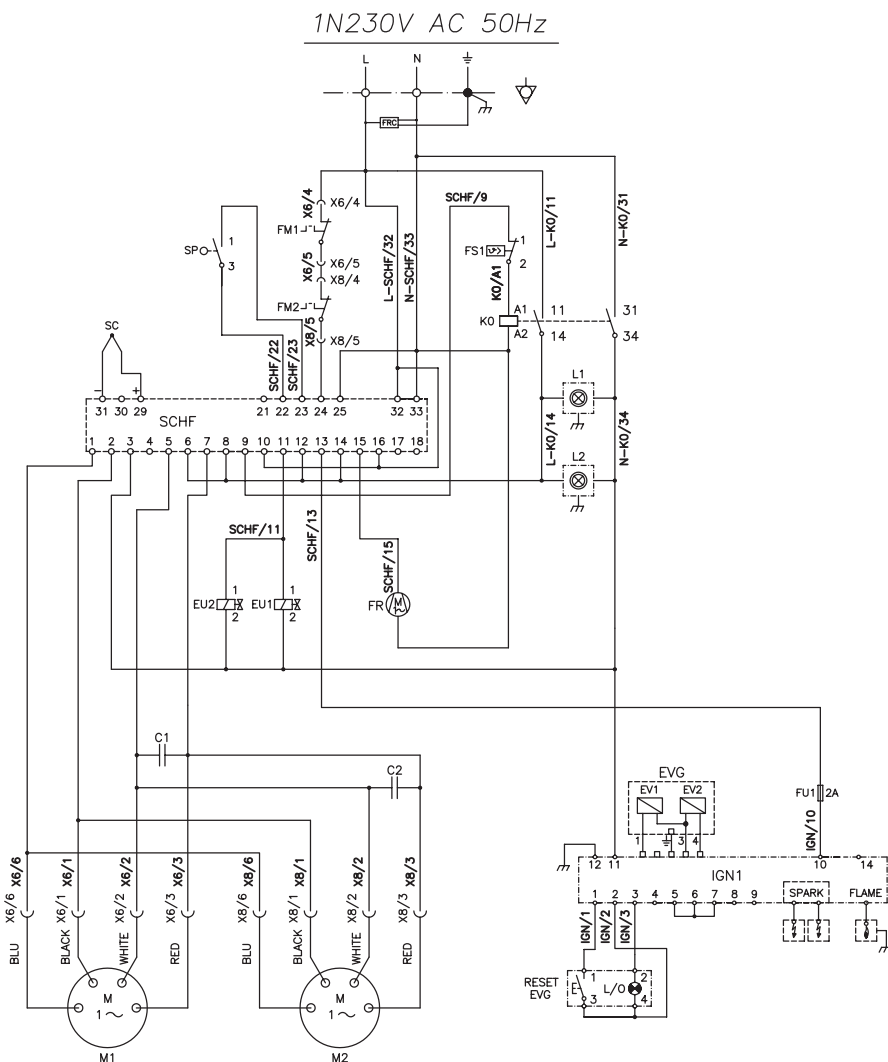 1N230V AC 50Hz
L N
FRC
SCHF/9
X6/4 X6/4
FM1
L-K0/11
N-K0/31
SP 1 3
X6/5 X6/5
X8/4
FM2
X8/5 X8/5
L-SCHF/32
N-SCHF/33
FS1 1 2
K0/A1
K0 A1 A2
11 14
31 34
SC
SCHF/22
SCHF/23
L1
- +
31 30 29 21 22 23 24 25 32 33
SCHF
1 2 3 4 5 6 7 8 9 10 11 12 13 14 15 16 17 18
L-K0/14
N-K0/34
L2
SCHF/11
SCHF/13
SCHF/15
EU2 1 2
EU1 1 2
FR M 1~
C1
C2
EVG
EV1 EV2
1 3 4
FU1 2A
IGN/10
12 11 10 14
IGN1
1 2 3 4 5 6 7 8 9
SPARK FLAME
IGN/1 IGN/2 IGN/3
RESET
EVG
1 3
E
L/O 2 4
X6/6 X6/6 BLU
X6/1 X6/1 BLACK
X6/2 X6/2 WHITE
X6/3 X6/3 RED
X8/6 X8/6 BLU
X8/1 X8/1 BLACK
X8/2 X8/2 WHITE
X8/3 X8/3 RED
M
1~
M1
M
1~
M2